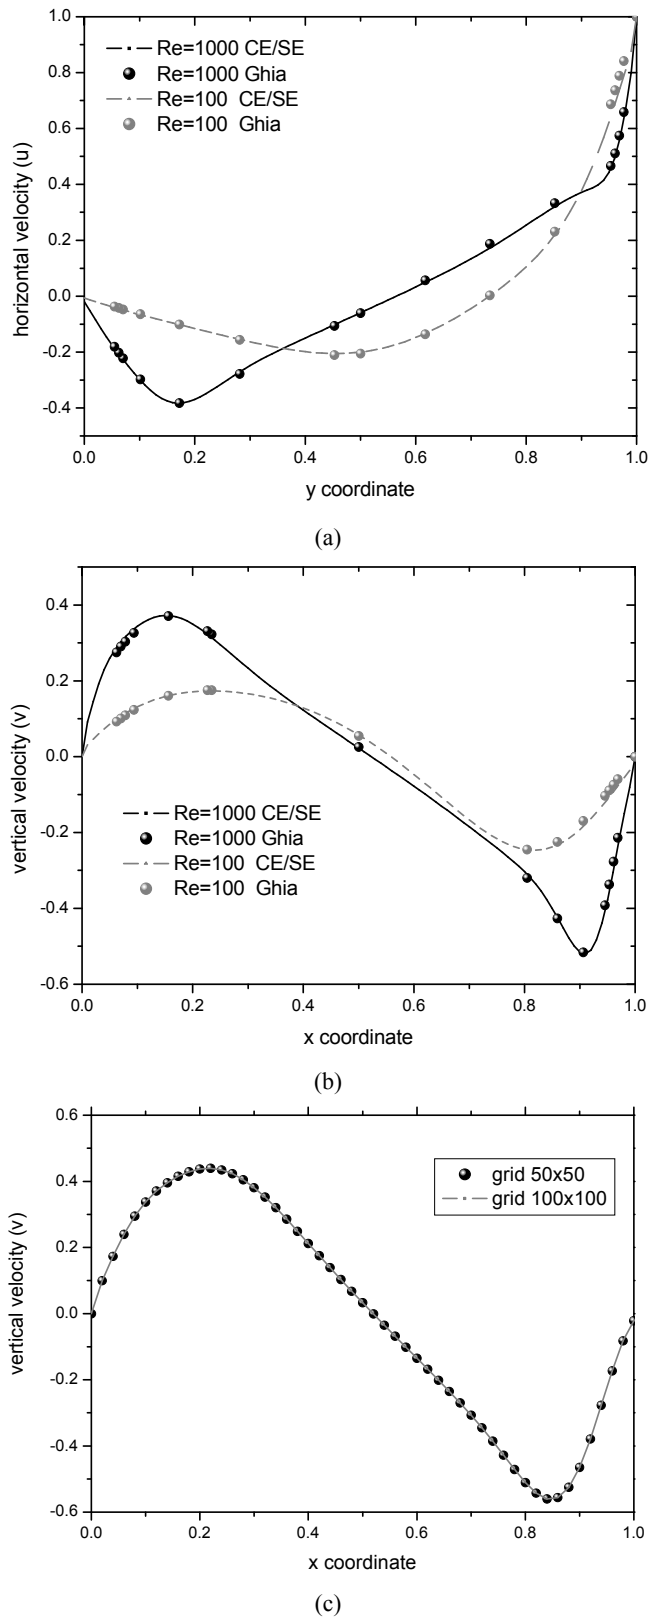 1.0
0.8
0.6
0.4
0.2
0.0
-0.2
-0.4
horizontal velocity (u)
Re=1000 CE/SE
Re=1000 Ghia
Re=100 CE/SE
Re=100 Ghia
0.0 0.2 0.4 0.6 0.8 1.0
y coordinate
(a)
0.4
0.2
0.0
-0.2
-0.4
-0.6
vertical velocity (v)
Re=1000 CE/SE
Re=1000 Ghia
Re=100 CE/SE
Re=100 Ghia
0.0 0.2 0.4 0.6 0.8 1.0
x coordinate
(b)
0.6
0.4
0.2
0.0
-0.2
-0.4
-0.6
vertical velocity (v)
grid 50x50
grid 100x100
0.0 0.2 0.4 0.6 0.8 1.0
x coordinate
(c)